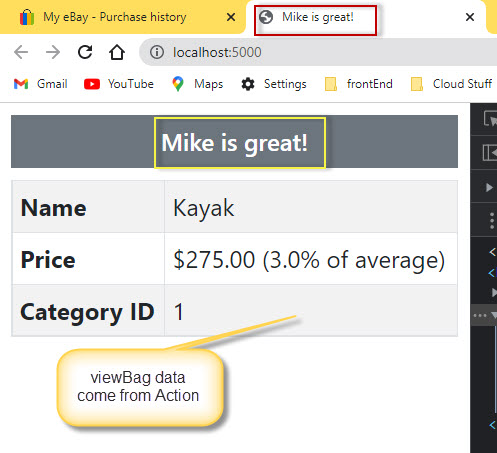 My eBay - Purchase history
Mike is great!
localhost:5000
Gmail YouTube Maps Settings frontEnd Cloud Stuff
Mike is great!
Name Kayak
Price $275.00 (3.0% of average)
Category ID 1
viewBag data
come from Action